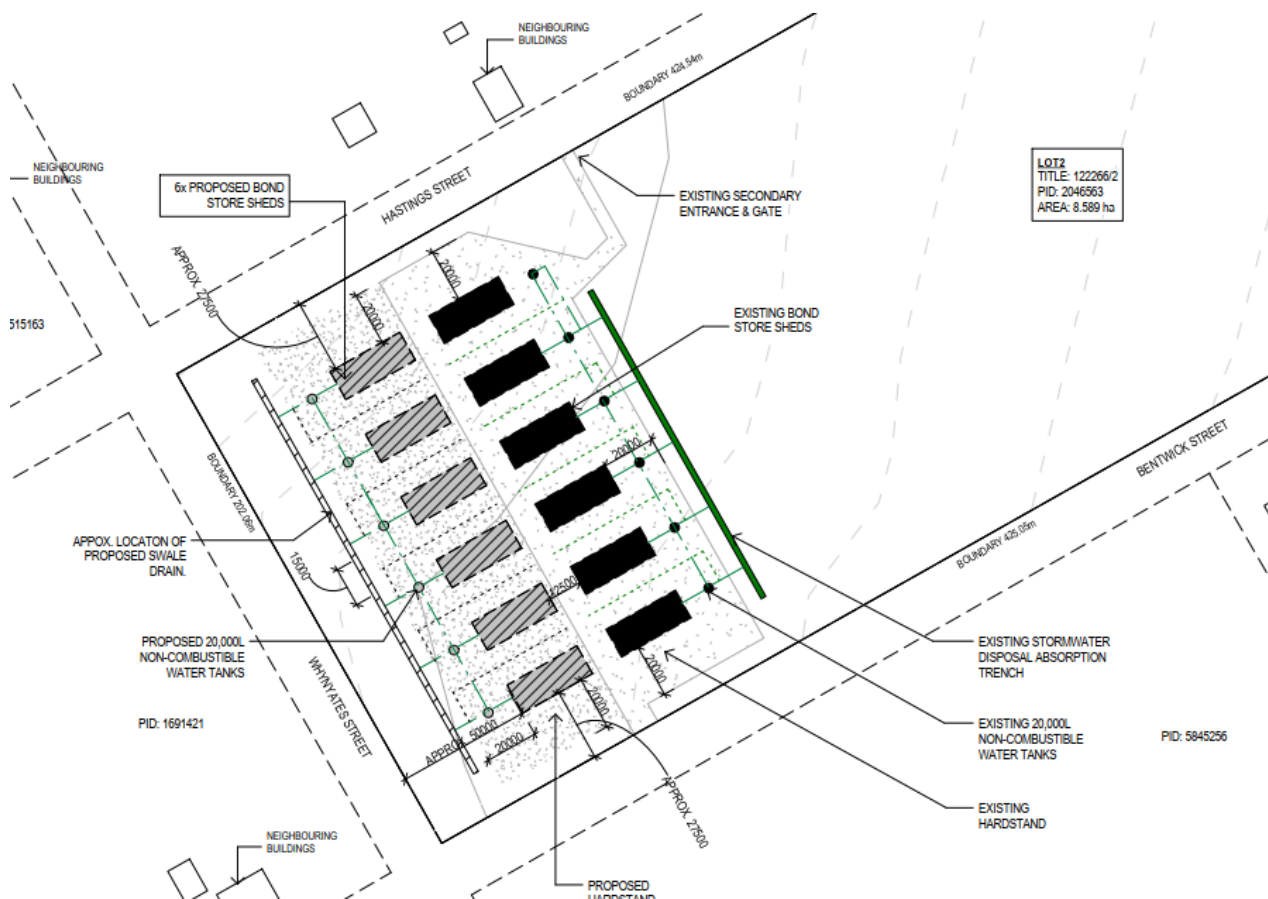 NEIGHBOURING
BUILDINGS
BOUNDARY 424.54m
NEIGHBOURING
BUILDINGS
6x PROPOSED BOND
STORE SHEDS
HASTINGS STREET
EXISTING SECONDARY
ENTRANCE & GATE
LOT2
TITLE: 122266/2
PID: 2046563
AREA: 8.589 ha
APPROX. 27500
20000
20000
515163
EXISTING BOND
STORE SHEDS
20000
BOUNDARY 202.06m
BENTWICK STREET
BOUNDARY 425.05m
APPOX. LOCATON OF
PROPOSED SWALE
DRAIN.
15000
PROPOSED 20,000L
NON-COMBUSTIBLE
WATER TANKS
WHYNYATES STREET
PID: 1691421
20000
20000
APPROX. 50000
20000
APPROX. 27500
EXISTING STORMWATER
DISPOSAL ABSORPTION
TRENCH
EXISTING 20,000L
NON-COMBUSTIBLE
WATER TANKS
PID: 5845256
EXISTING
HARDSTAND
NEIGHBOURING
BUILDINGS
PROPOSED
HARDSTAND